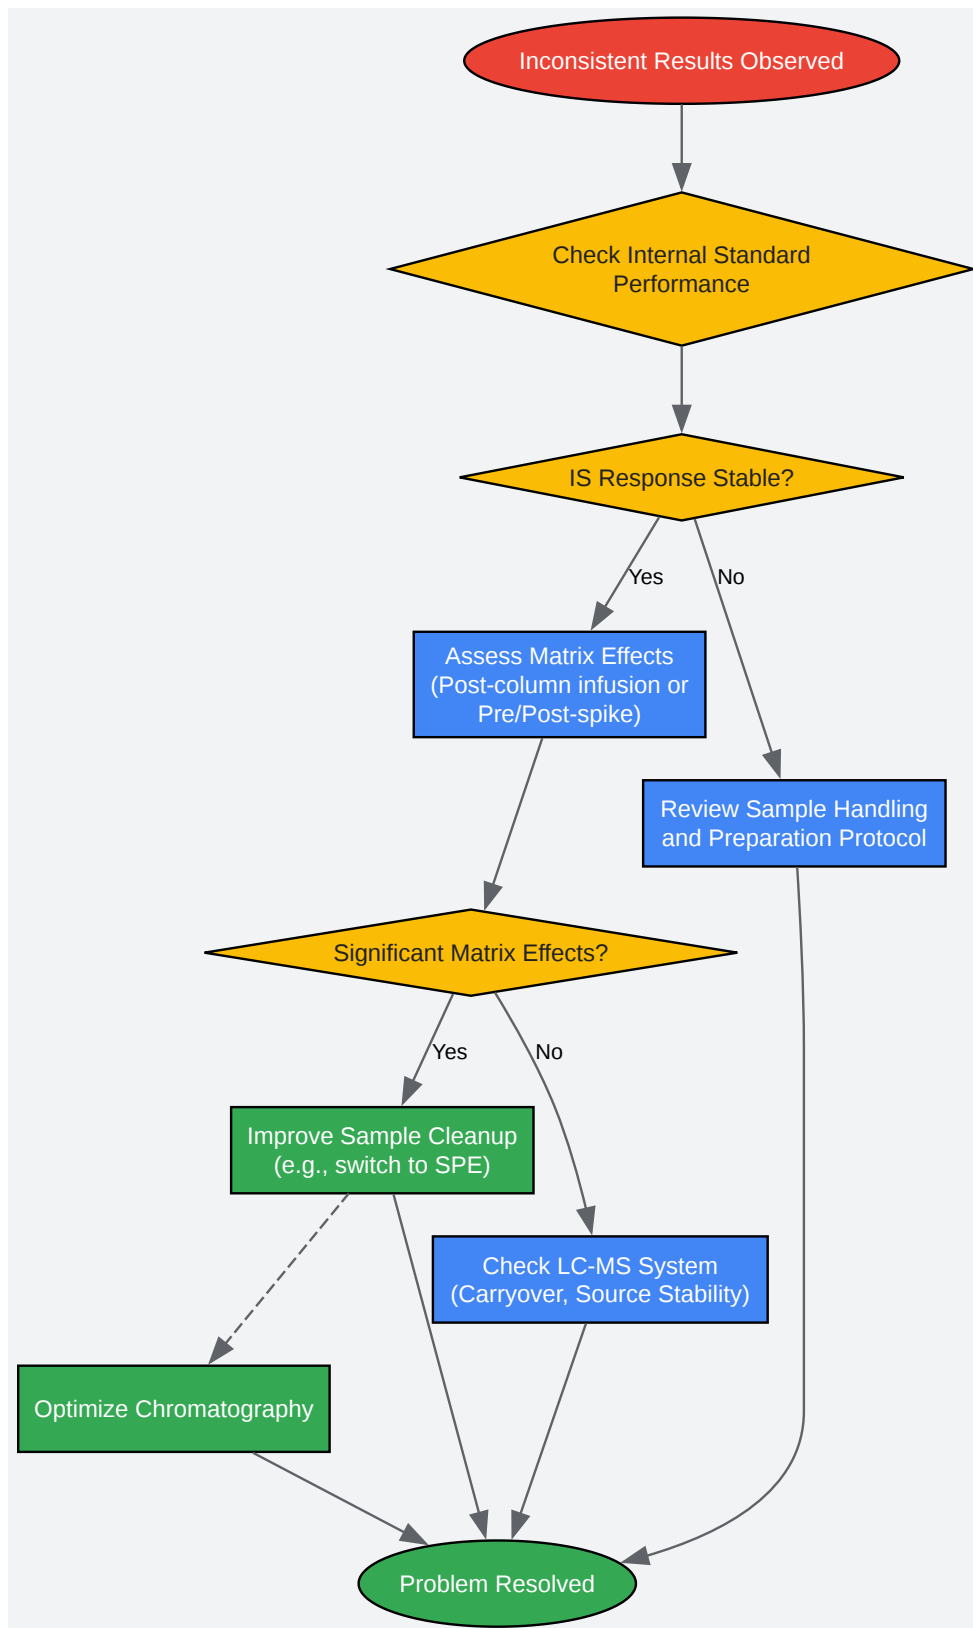 Inconsistent Results Observed
Check Internal Standard
Performance
IS Response Stable?
Yes
No
Assess Matrix Effects
(Post-column infusion or
Pre/Post-spike)
Review Sample Handling
and Preparation Protocol
Significant Matrix Effects?
Yes
No
Improve Sample Cleanup
(e.g., switch to SPE)
Check LC-MS System
(Carryover, Source Stability)
Optimize Chromatography
Problem Resolved